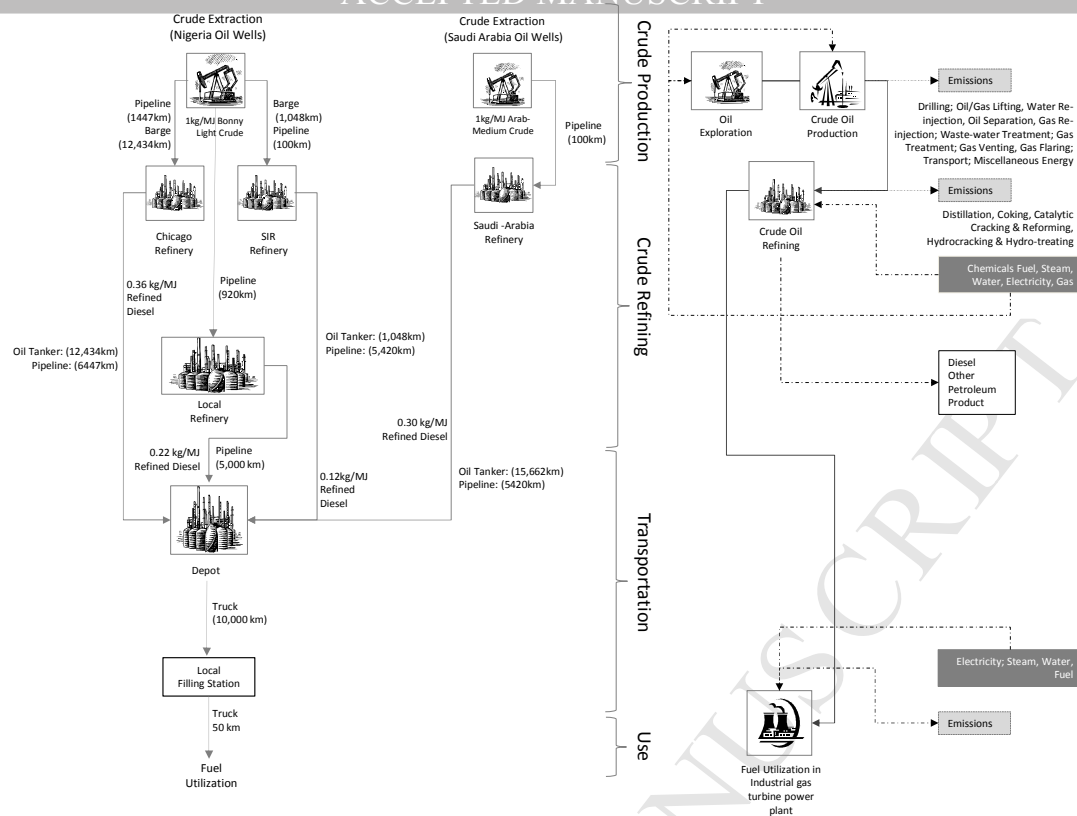 ACCEPTED MANUSCRIPT
Crude Extraction
(Nigeria Oil Wells)
Pipeline
(1447km)
Barge
(12,434km)
1kg/MJ Bonny
Light Crude
Barge
(1,048km)
Pipeline
(100km)
Chicago
Refinery
SIR
Refinery
0.36 kg/MJ
Refined
Diesel
Pipeline
(920km)
Oil Tanker: (12,434km)
Pipeline: (6447km)
Oil Tanker: (1,048km)
Pipeline: (5,420km)
Local
Refinery
0.22 kg/MJ
Refined Diesel
Pipeline
(5,000 km)
0.12kg/MJ
Refined
Diesel
Depot
Truck
(10,000 km)
Local
Filling Station
Truck
50 km
Fuel
Utilization
Crude Extraction
(Saudi Arabia Oil Wells)
1kg/MJ Arab-
Medium Crude
Pipeline
(100km)
Saudi -Arabia
Refinery
0.30 kg/MJ
Refined Diesel
Oil Tanker: (15,662km)
Pipeline: (5420km)
Crude Production
Crude Refining
Transportation
Use
Oil
Exploration
Crude Oil
Production
Emissions
Drilling; Oil/Gas Lifting, Water Re-
injection, Oil Separation, Gas Re-
injection; Waste-water Treatment; Gas
Treatment; Gas Venting, Gas Flaring;
Transport; Miscellaneous Energy
Crude Oil
Refining
Emissions
Distillation, Coking, Catalytic
Cracking & Reforming,
Hydrocracking & Hydro-treating
Chemicals Fuel, Steam,
Water, Electricity, Gas
Diesel
Other
Petroleum
Product
Electricity; Steam, Water,
Fuel
Emissions
Fuel Utilization in
Industrial gas
turbine power
plant
NUSCRIPT